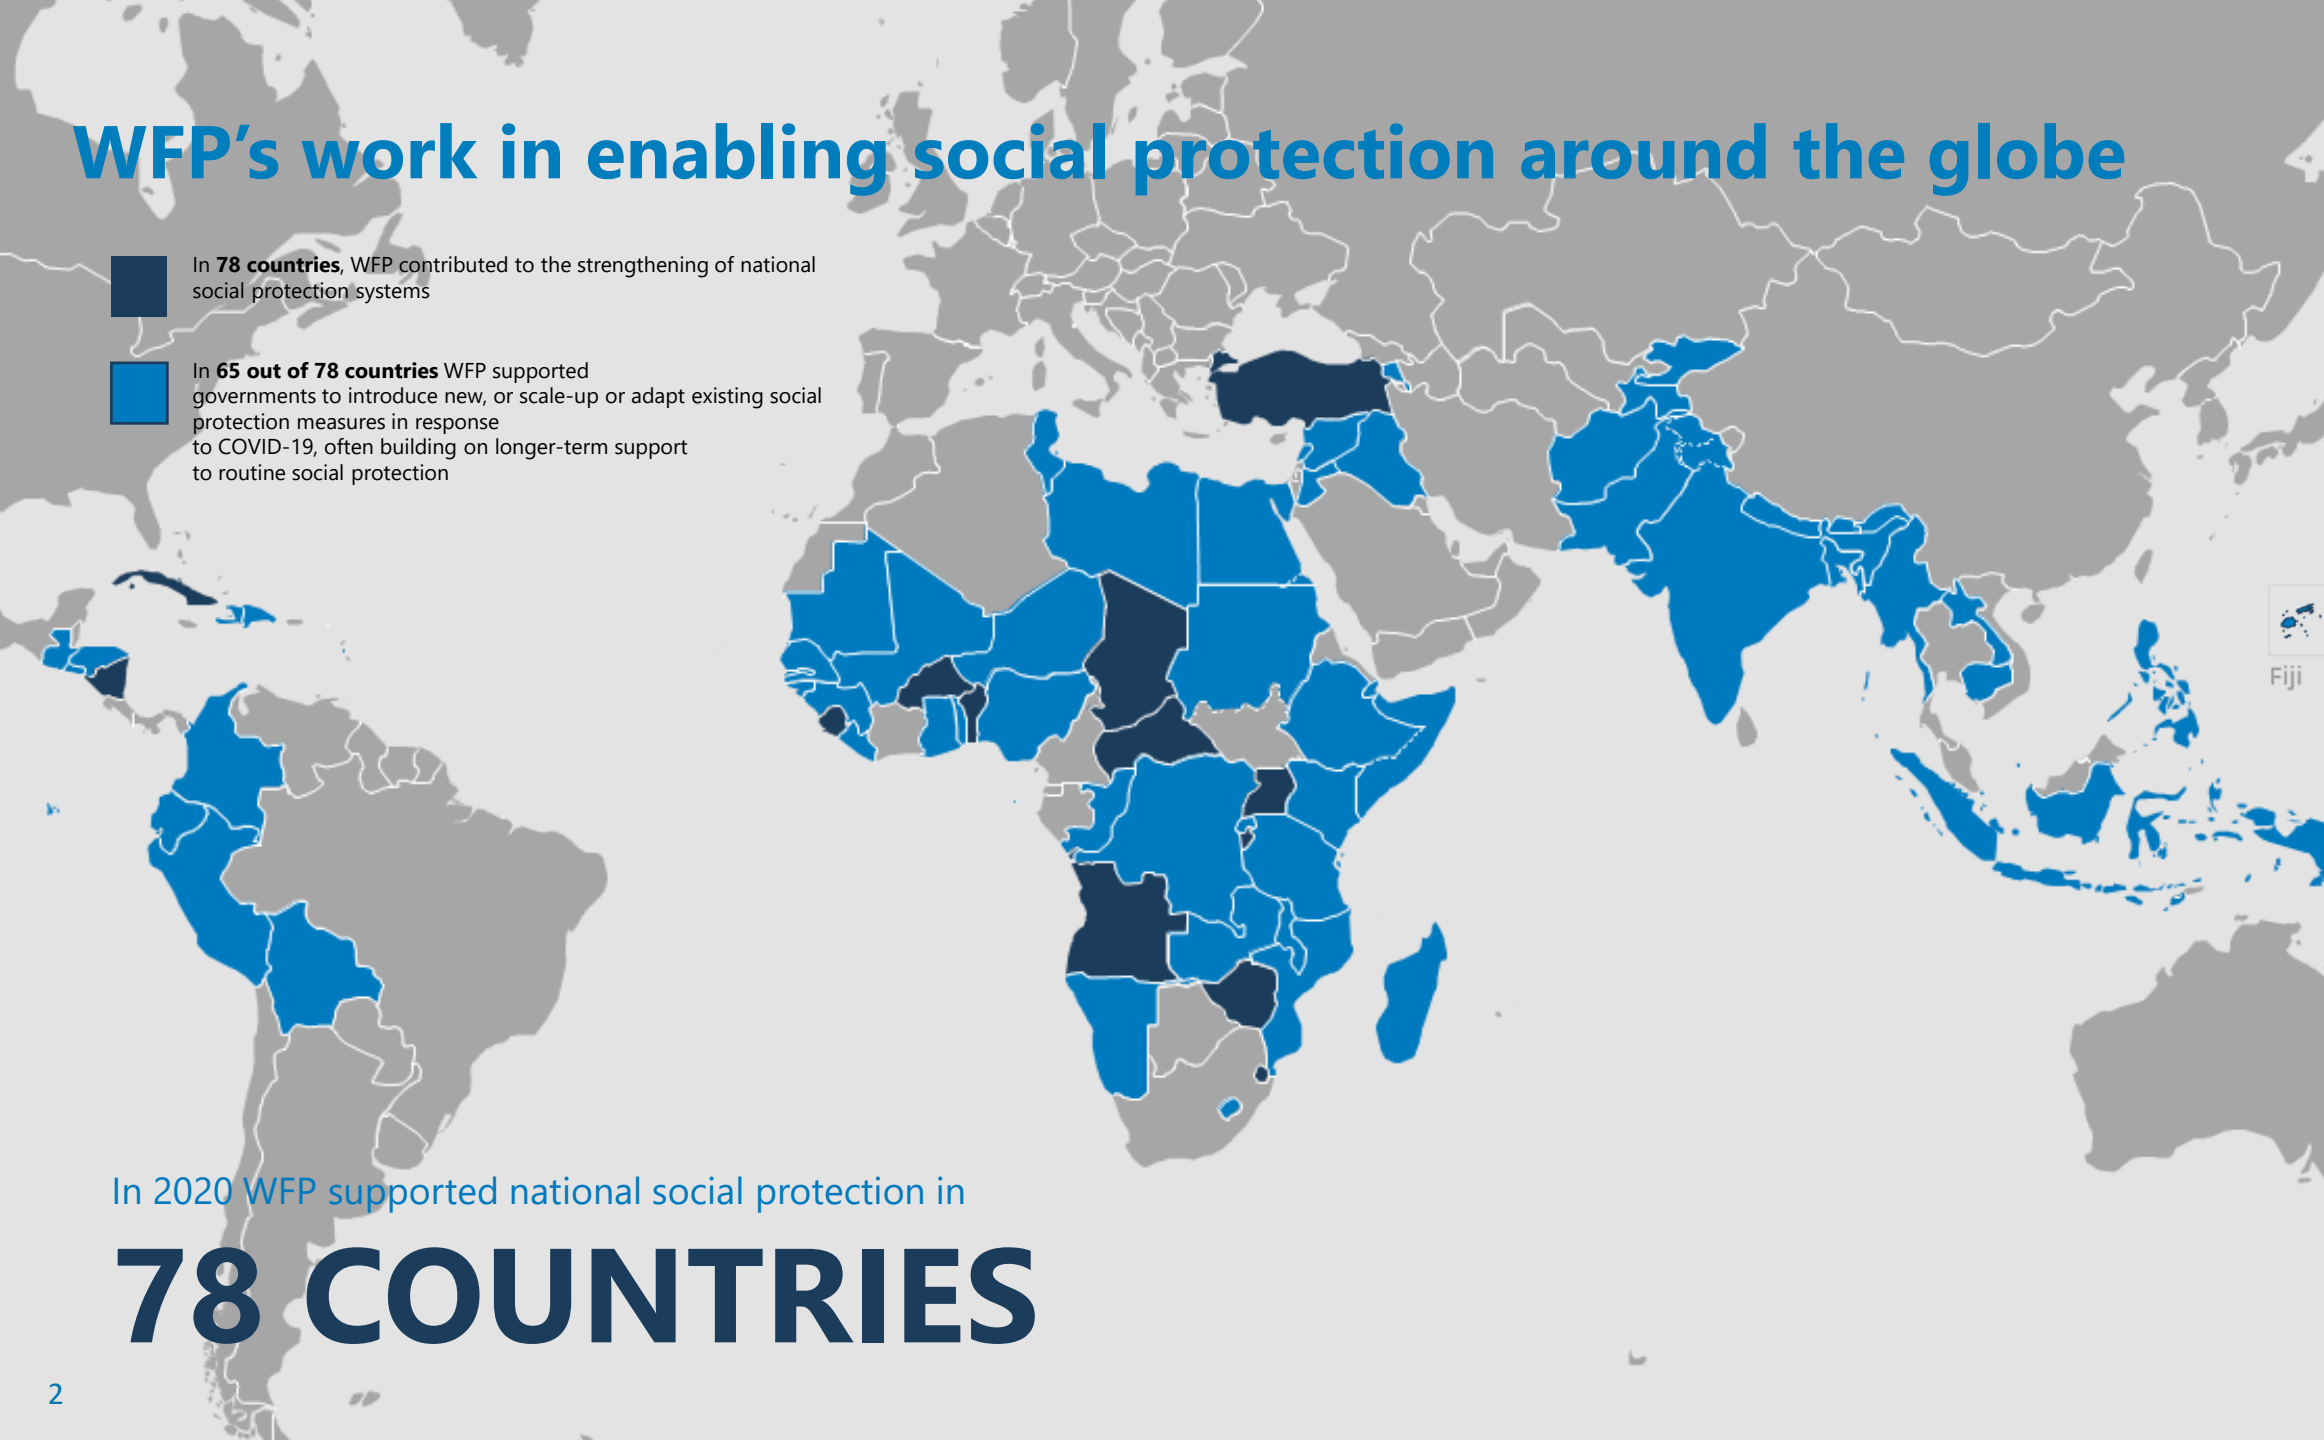 WFP’s work in enabling social protection around the globe
In 78 countries, WFP contributed to the strengthening of national
social protection systems
In 65 out of 78 countries WFP supported
governments to introduce new, or scale-up or adapt existing social
protection measures in response
to COVID-19, often building on longer-term support
to routine social protection
Fiji
In 2020 WFP supported national social protection in
78 COUNTRIES
2